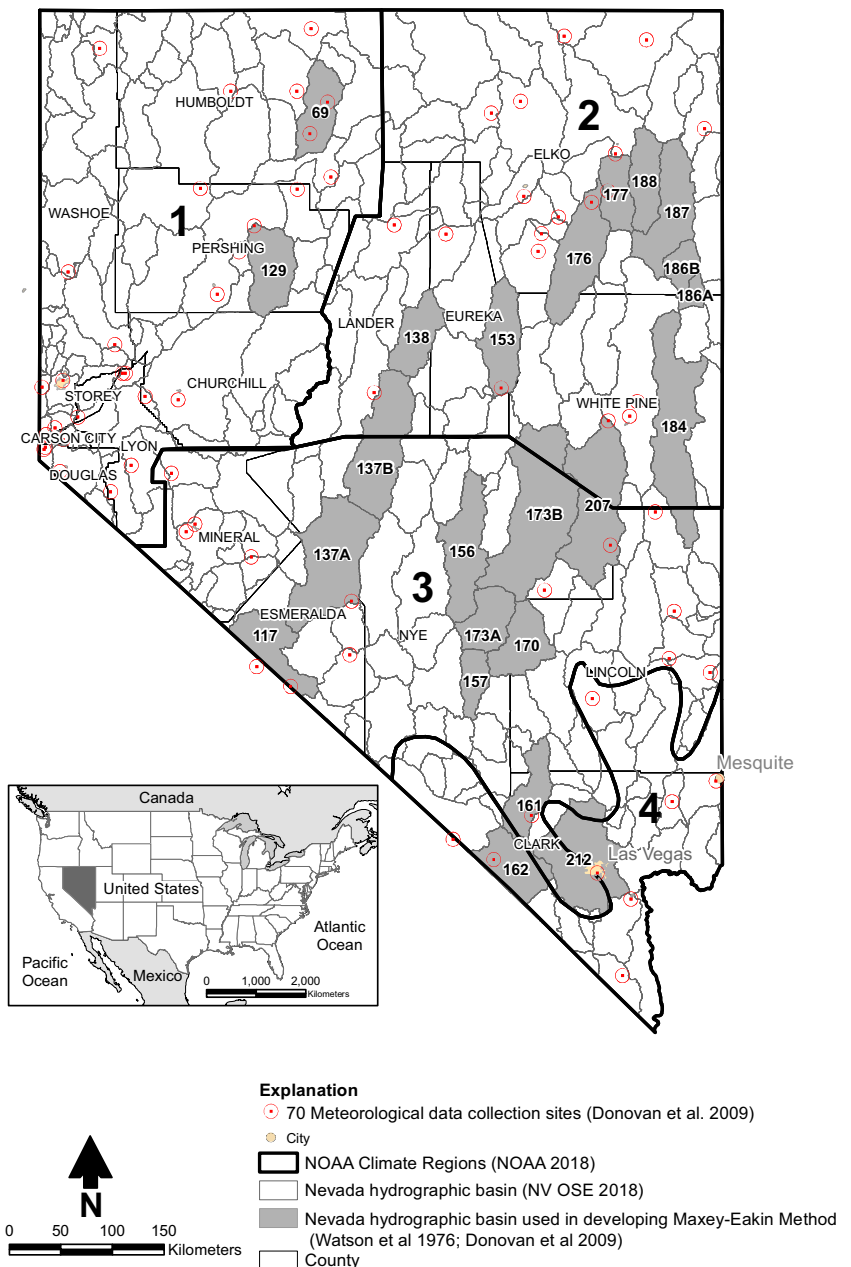 HUMBOLDT
69
2
ELKO
188
177
187
WASHOE
1
PERSHING
129
176
186B
186A
LANDER
EUREKA
138
153
CHURCHILL
STOREY
WHITE PINE
184
CARSON CITY
LYON
DOUGLAS
137B
207
173B
MINERAL
137A
156
3
ESMERALDA
117
NYE
173A
170
LINCOLN
157
Mesquite
161
4
CLARK
212
Las Vegas
162
Canada
United States
Atlantic
Ocean
Pacific
Ocean
Mexico
0 1,000 2,000
Kilometers
Explanation
70 Meteorological data collection sites (Donovan et al. 2009)
City
NOAA Climate Regions (NOAA 2018)
Nevada hydrographic basin (NV OSE 2018)
Nevada hydrographic basin used in developing Maxey-Eakin Method
(Watson et al 1976; Donovan et al 2009)
County
N
0 50 100 150
Kilometers